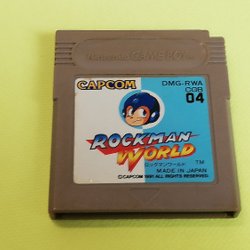 Nintendo GAME BOY
CAPCOM
DMG-RWA
CGB
04
ROCKMAN
WORLD
TM
ロックマンワールド
©CAPCOM 1991 ALL RIGHTS RESERVED
MADE IN JAPAN